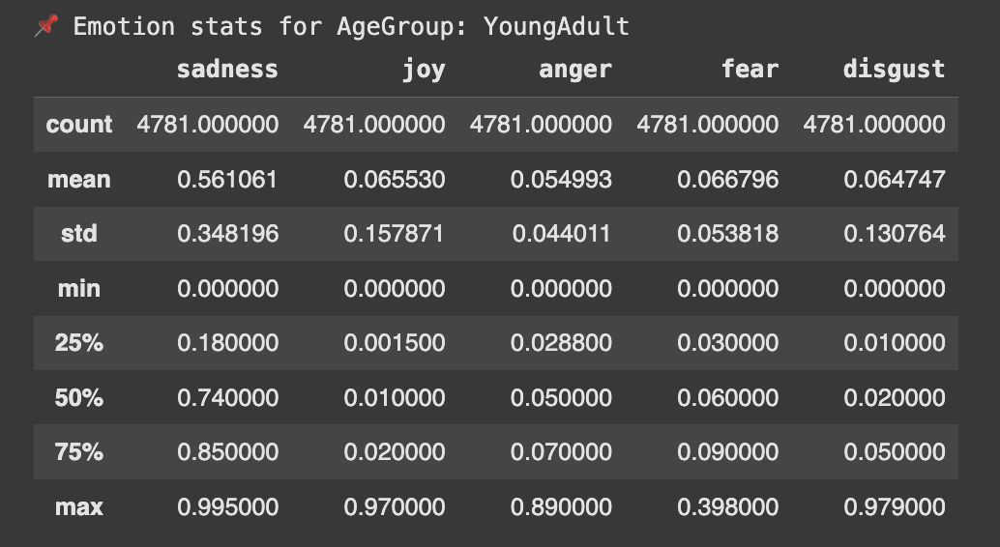 📌 Emotion stats for AgeGroup: YoungAdult
sadness joy anger fear disgust
count 4781.000000 4781.000000 4781.000000 4781.000000 4781.000000
mean 0.561061 0.065530 0.054993 0.066796 0.064747
std 0.348196 0.157871 0.044011 0.053818 0.130764
min 0.000000 0.000000 0.000000 0.000000 0.000000
25% 0.180000 0.001500 0.028800 0.030000 0.010000
50% 0.740000 0.010000 0.050000 0.060000 0.020000
75% 0.850000 0.020000 0.070000 0.090000 0.050000
max 0.995000 0.970000 0.890000 0.398000 0.979000